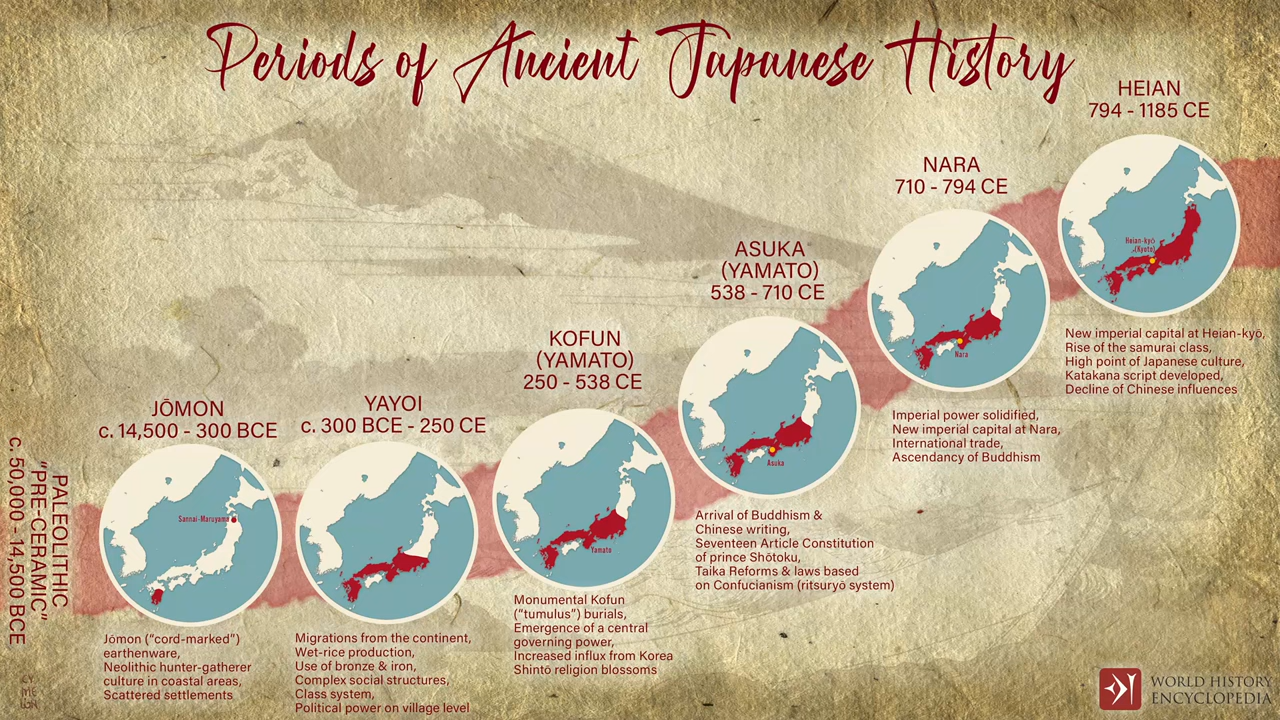 Periods of Ancient Japanese History
PALEOLITHIC
"PRE-CERAMIC"
c. 50,000 - 14,500 BCE
JŌMON
c. 14,500 - 300 BCE
Sannai-Maruyama
Jōmon ("cord-marked")
earthenware,
Neolithic hunter-gatherer
culture in coastal areas,
Scattered settlements
YAYOI
c. 300 BCE - 250 CE
Migrations from the continent,
Wet-rice production,
Use of bronze & iron,
Complex social structures,
Class system,
Political power on village level
KOFUN
(YAMATO)
250 - 538 CE
Yamato
Monumental Kofun
("tumulus") burials,
Emergence of a central
governing power,
Increased influx from Korea
Shintō religion blossoms
ASUKA
(YAMATO)
538 - 710 CE
Asuka
Arrival of Buddhism &
Chinese writing,
Seventeen Article Constitution
of prince Shōtoku,
Taika Reforms & laws based
on Confucianism (ritsuryō system)
NARA
710 - 794 CE
Nara
Imperial power solidified,
New imperial capital at Nara,
International trade,
Ascendancy of Buddhism
HEIAN
794 - 1185 CE
Heian-kyō
(Kyoto)
New imperial capital at Heian-kyō,
Rise of the samurai class,
High point of Japanese culture,
Katakana script developed,
Decline of Chinese influences
WORLD HISTORY
ENCYCLOPEDIA